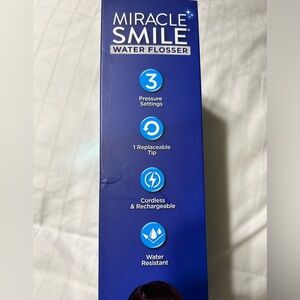 MIRACLE
SMILE®
WATER FLOSSER
3
Pressure
Settings
1 Replaceable
Tip
Cordless
& Rechargeable
Water
Resistant